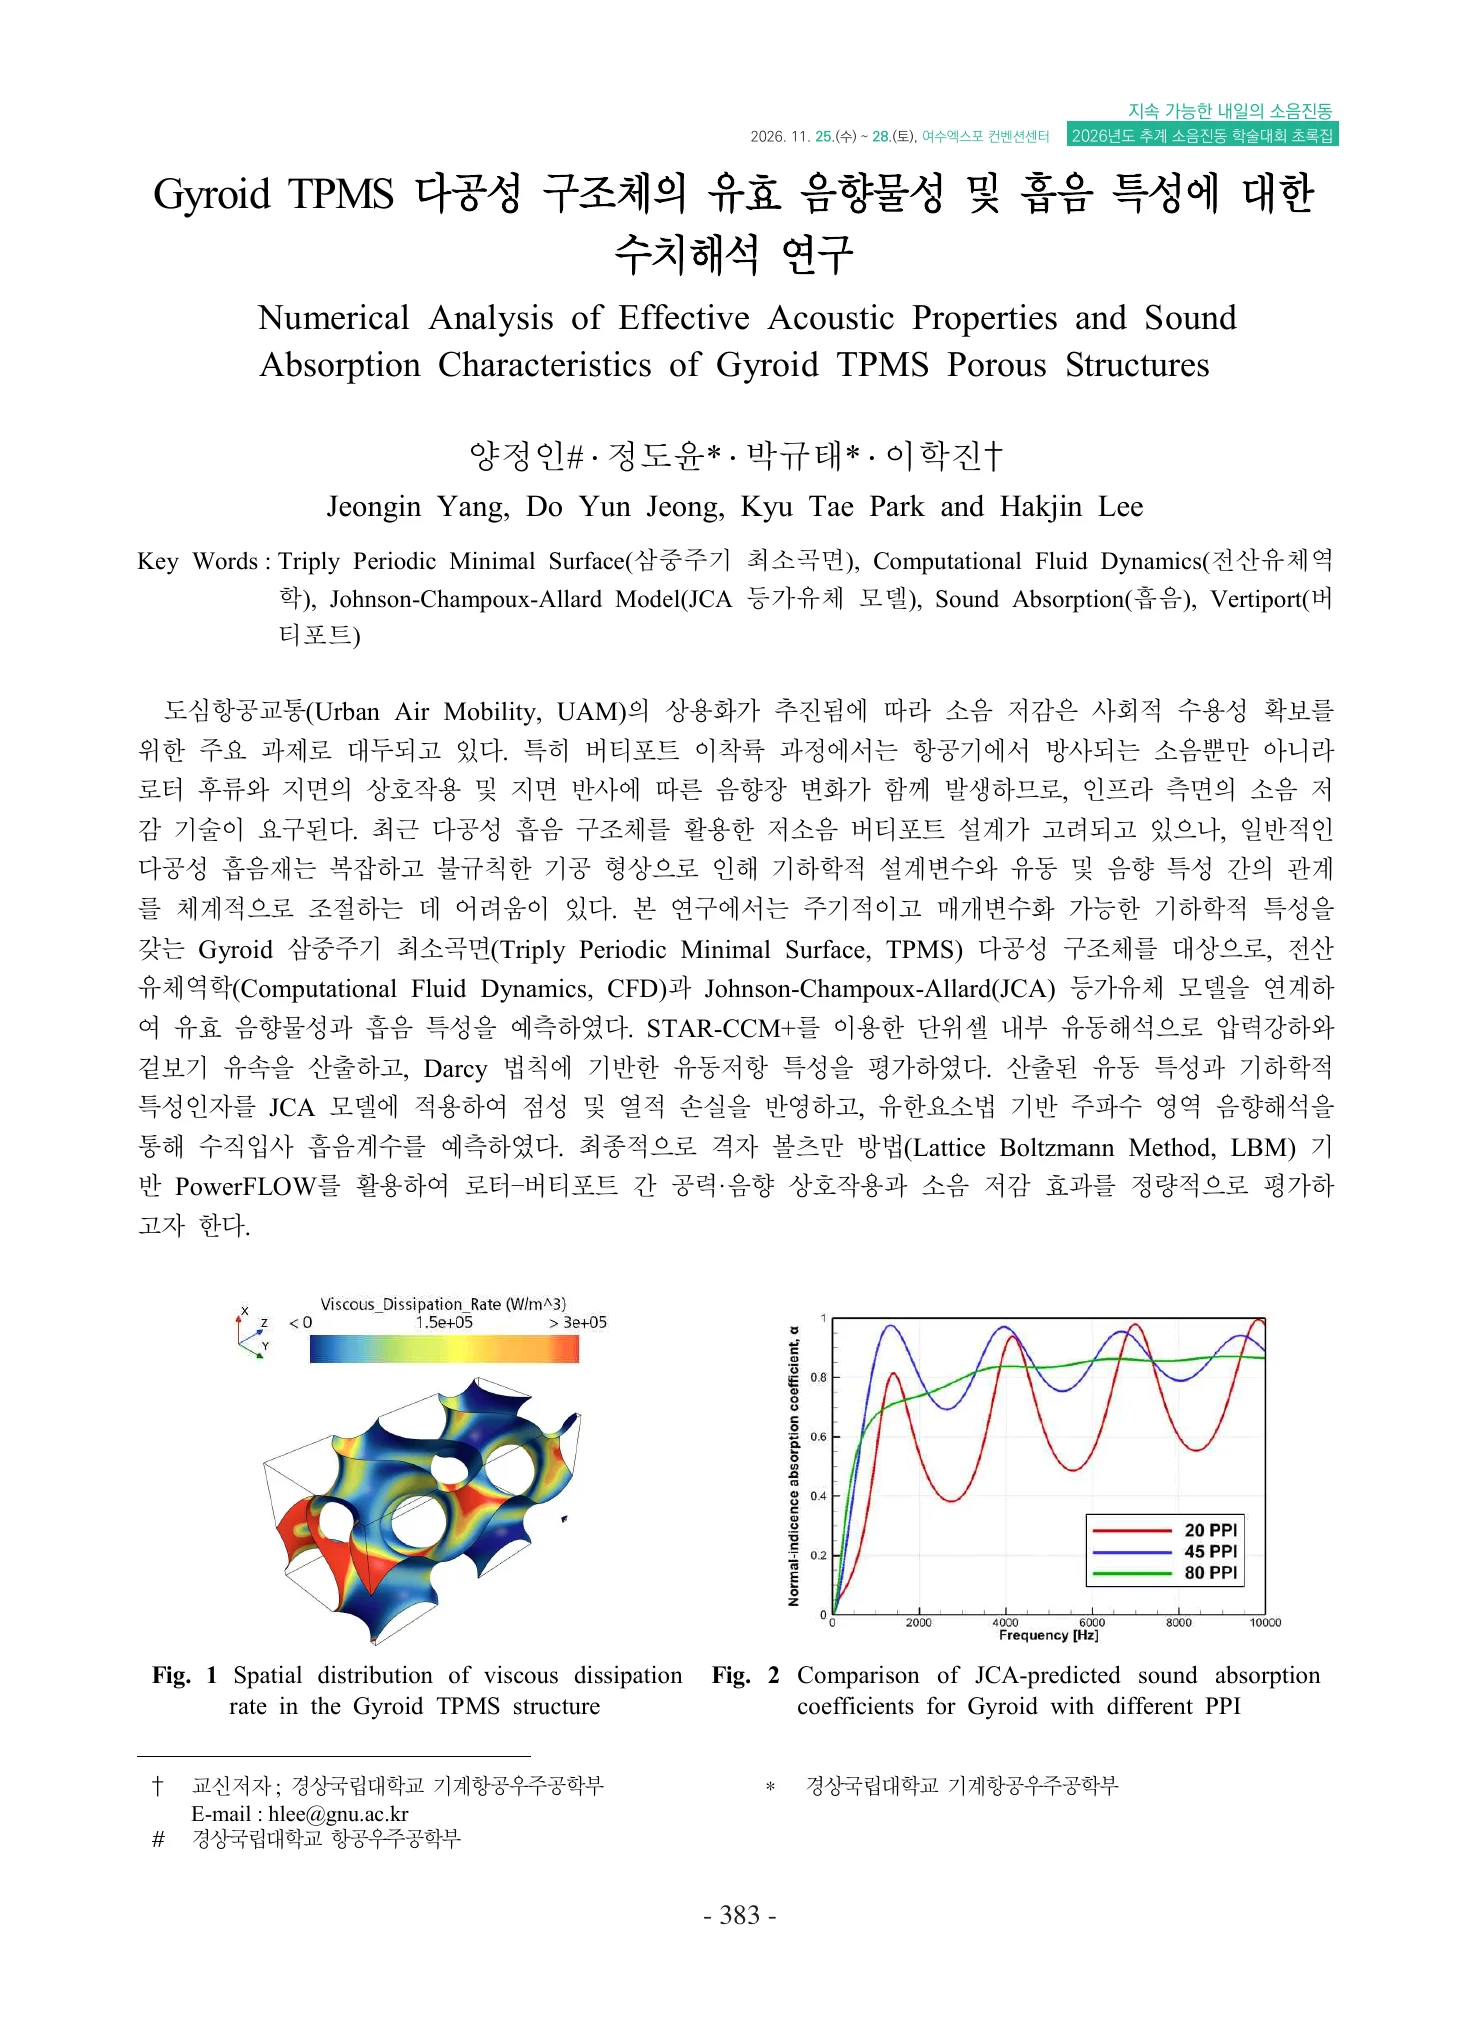 지속 가능한 내일의 소음진동
2026. 11. 25.(수) ~ 28.(토), 여수엑스포 컨벤션센터 2026년도 추계 소음진동 학술대회 초록집
Gyroid TPMS 다공성 구조체의 유효 음향물성 및 흡음 특성에 대한
수치해석 연구
Numerical Analysis of Effective Acoustic Properties and Sound
Absorption Characteristics of Gyroid TPMS Porous Structures
양정인#·정도윤*·박규태*·이학진†
Jeongin Yang, Do Yun Jeong, Kyu Tae Park and Hakjin Lee
Key Words : Triply Periodic Minimal Surface(삼중주기 최소곡면), Computational Fluid Dynamics(전산유체역
학), Johnson-Champoux-Allard Model(JCA 등가유체 모델), Sound Absorption(흡음), Vertiport(버
티포트)
도심항공교통(Urban Air Mobility, UAM)의 상용화가 추진됨에 따라 소음 저감은 사회적 수용성 확보를
위한 주요 과제로 대두되고 있다. 특히 버티포트 이착륙 과정에서는 항공기에서 방사되는 소음뿐만 아니라
로터 후류와 지면의 상호작용 및 지면 반사에 따른 음향장 변화가 함께 발생하므로, 인프라 측면의 소음 저
감 기술이 요구된다. 최근 다공성 흡음 구조체를 활용한 저소음 버티포트 설계가 고려되고 있으나, 일반적인
다공성 흡음재는 복잡하고 불규칙한 기공 형상으로 인해 기하학적 설계변수와 유동 및 음향 특성 간의 관계
를 체계적으로 조절하는 데 어려움이 있다. 본 연구에서는 주기적이고 매개변수화 가능한 기하학적 특성을
갖는 Gyroid 삼중주기 최소곡면(Triply Periodic Minimal Surface, TPMS) 다공성 구조체를 대상으로, 전산
유체역학(Computational Fluid Dynamics, CFD)과 Johnson-Champoux-Allard(JCA) 등가유체 모델을 연계하
여 유효 음향물성과 흡음 특성을 예측하였다. STAR-CCM+를 이용한 단위셀 내부 유동해석으로 압력강하와
겉보기 유속을 산출하고, Darcy 법칙에 기반한 유동저항 특성을 평가하였다. 산출된 유동 특성과 기하학적
특성인자를 JCA 모델에 적용하여 점성 및 열적 손실을 반영하고, 유한요소법 기반 주파수 영역 음향해석을
통해 수직입사 흡음계수를 예측하였다. 최종적으로 격자 볼츠만 방법(Lattice Boltzmann Method, LBM) 기
반 PowerFLOW를 활용하여 로터–버티포트 간 공력·음향 상호작용과 소음 저감 효과를 정량적으로 평가하
고자 한다.
Viscous_Dissipation_Rate (W/m^3)
< 0 1.5e+05 > 3e+05
X
Z
Y
Normal-indicence absorption coefficient, α
1
0.8
0.6
0.4
0.2
0
20 PPI
45 PPI
80 PPI
0 2000 4000 6000 8000 10000
Frequency [Hz]
Fig. 1 Spatial distribution of viscous dissipation
rate in the Gyroid TPMS structure
Fig. 2 Comparison of JCA-predicted sound absorption
coefficients for Gyroid with different PPI
† 교신저자 ; 경상국립대학교 기계항공우주공학부
E-mail : hlee@gnu.ac.kr
# 경상국립대학교 항공우주공학부
* 경상국립대학교 기계항공우주공학부
- 383 -